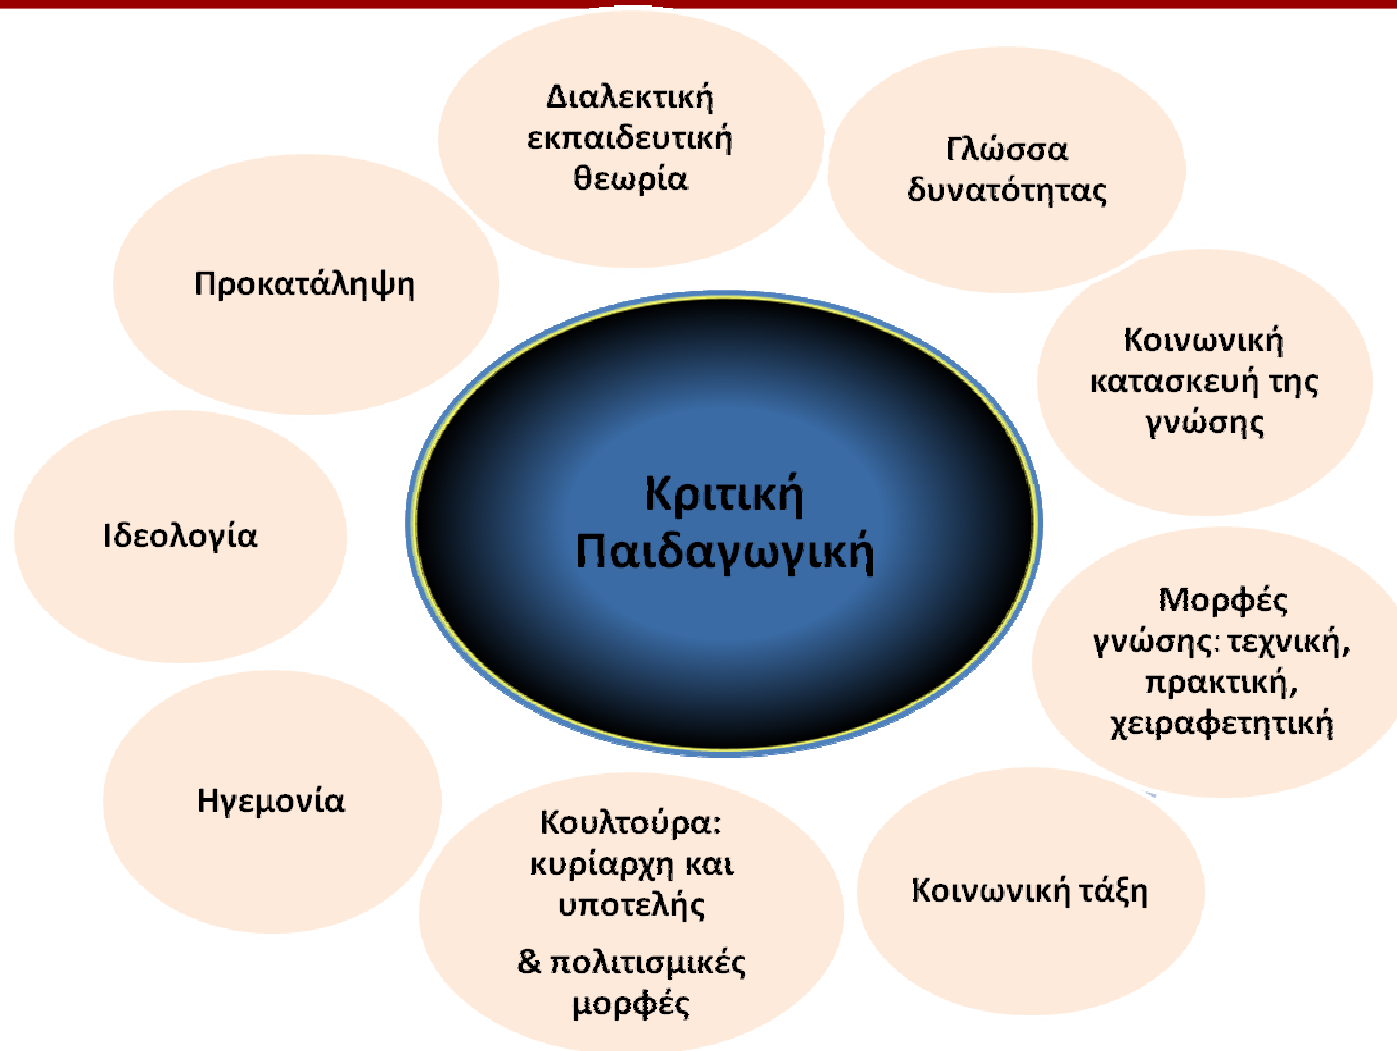 Διαλεκτική
εκπαιδευτική
θεωρία
Γλώσσα
δυνατότητας
Προκατάληψη
Κοινωνική
κατασκευή της
γνώσης
Κριτική
Παιδαγωγική
Ιδεολογία
Μορφές
γνώσης: τεχνική,
πρακτική,
χειραφετητική
Ηγεμονία
Κουλτούρα:
κυρίαρχη και
υποτελής
& πολιτισμικές
μορφές
Κοινωνική τάξη